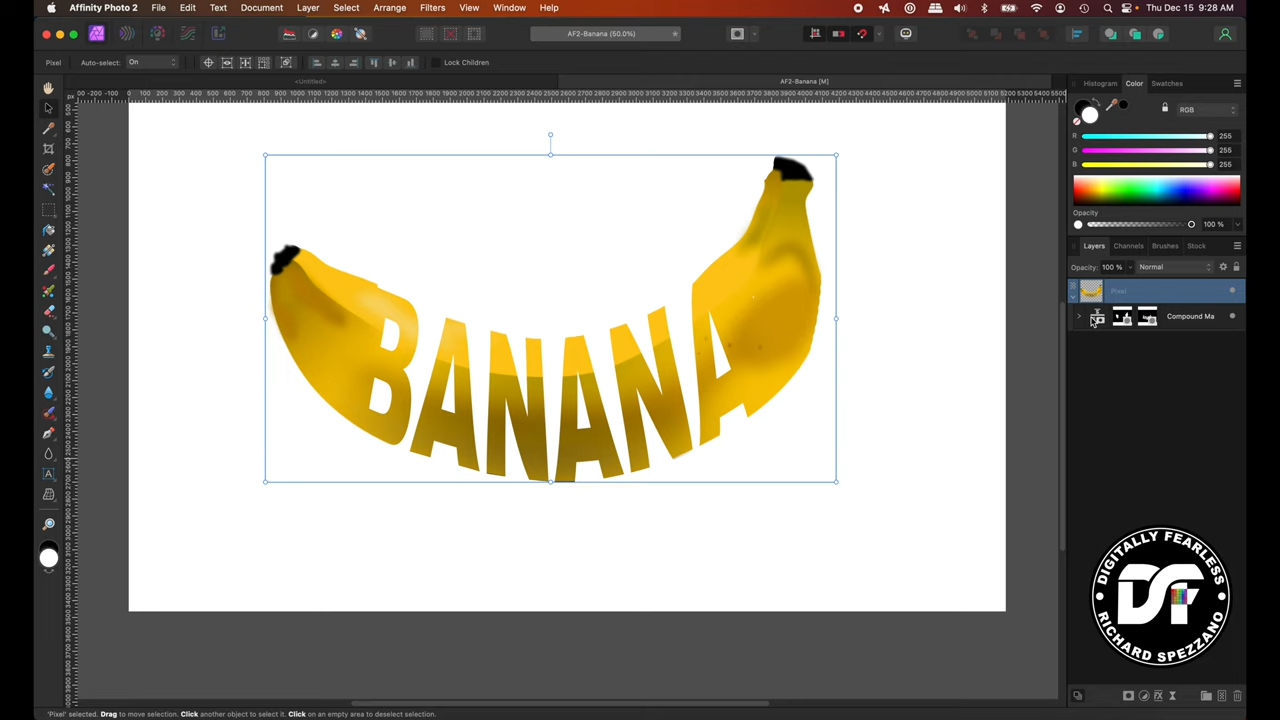 Affinity Photo 2 File Edit Text Document Layer Select Arrange Filters View Window Help Thu Dec 15 9:28 AM
AF2-Banana (50.0%)
Pixel Auto-select: On Lock Children
<Untitled> AF2-Banana [M]
Histogram Color Swatches
RGB
R 255
G 255
B 255
Opacity
100 %
Layers Channels Brushes Stock
Opacity: 100 % Normal
Pixel
Compound Ma
BANANA
DIGITALLY FEARLESS
DF
RICHARD SPEZZANO
'Pixel' selected. Drag to move selection. Click another object to select it. Click on an empty area to deselect selection.